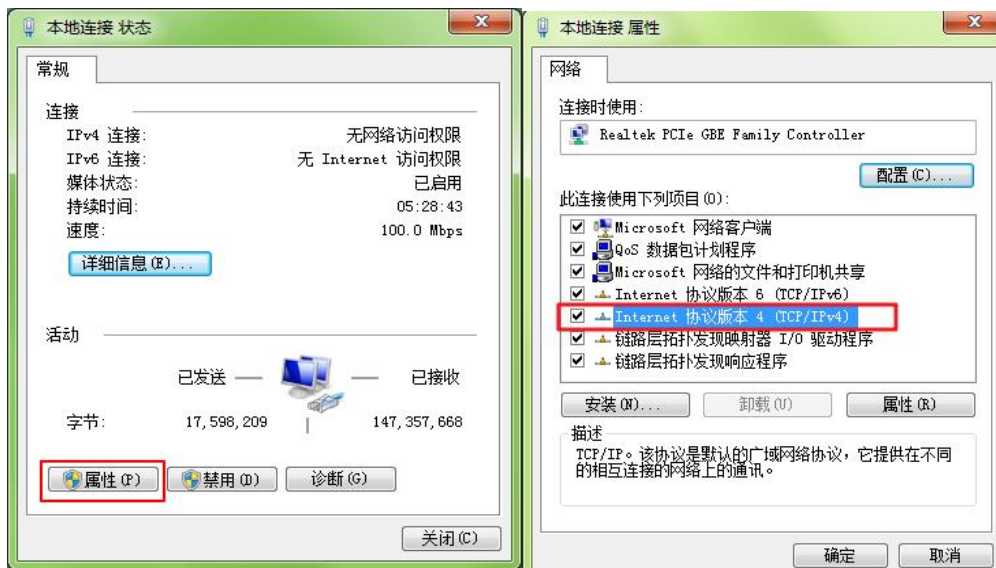 本地连接 状态
常规
连接
IPv4 连接: 无网络访问权限
IPv6 连接: 无 Internet 访问权限
媒体状态: 已启用
持续时间: 05:28:43
速度: 100.0 Mbps
详细信息(E)...
活动
已发送 — — 已接收
字节: 17,598,209 | 147,357,668
属性(P) 禁用(D) 诊断(G)
关闭(C)
本地连接 属性
网络
连接时使用:
Realtek PCIe GBE Family Controller
配置(C)...
此连接使用下列项目(O):
Microsoft 网络客户端
QoS 数据包计划程序
Microsoft 网络的文件和打印机共享
Internet 协议版本 6 (TCP/IPv6)
Internet 协议版本 4 (TCP/IPv4)
链路层拓扑发现映射器 I/O 驱动程序
链路层拓扑发现响应程序
安装(N)... 卸载(U) 属性(R)
描述
TCP/IP。该协议是默认的广域网络协议，它提供在不同
的相互连接的网络上的通讯。
确定 取消